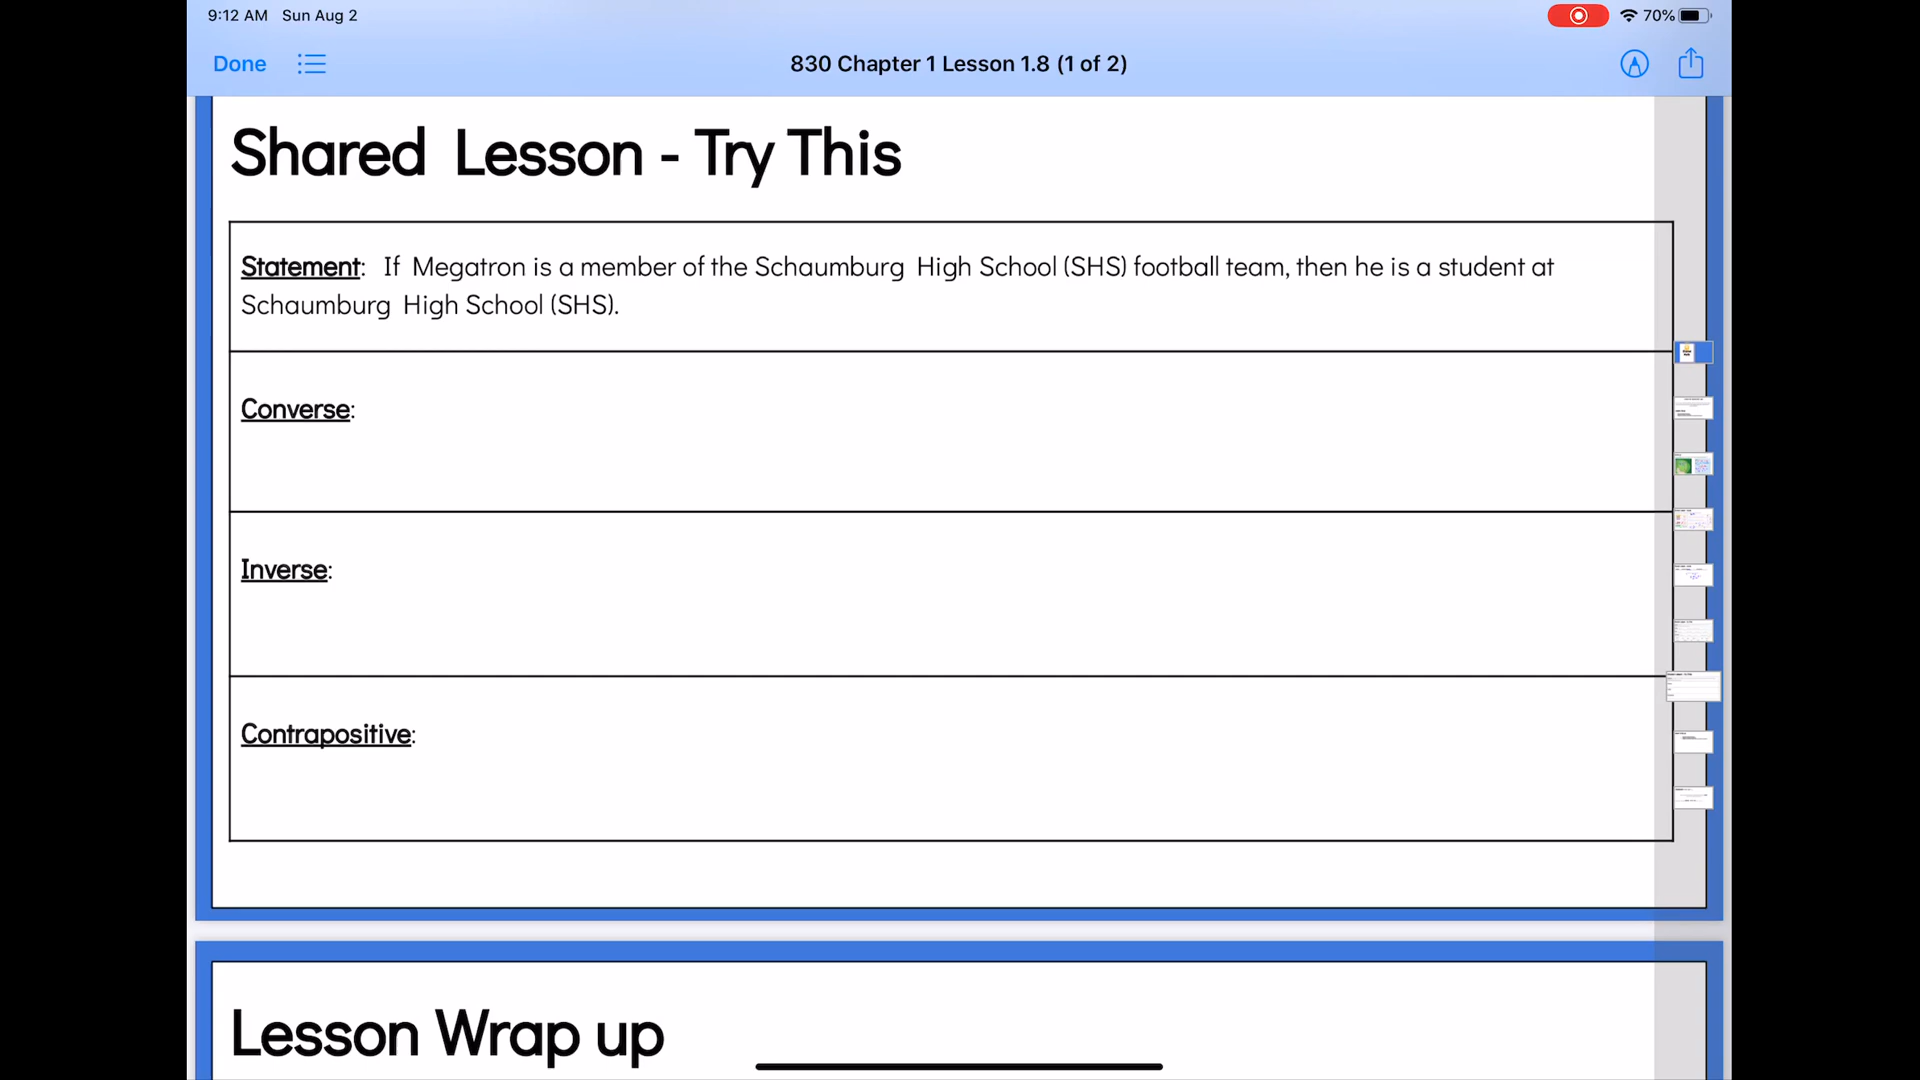 9:12 AM Sun Aug 2
70%
Done
830 Chapter 1 Lesson 1.8 (1 of 2)
Shared Lesson - Try This
Statement: If Megatron is a member of the Schaumburg High School (SHS) football team, then he is a student at
Schaumburg High School (SHS).
Converse:
Inverse:
Contrapositive:
Lesson Wrap up